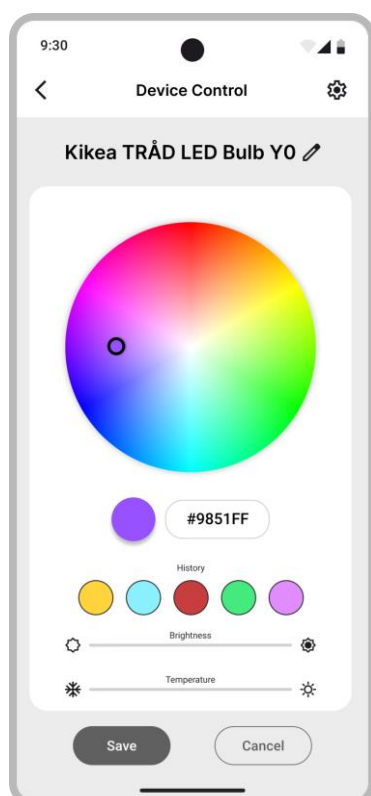 9:30
Device Control
Kikea TRÅD LED Bulb Y0
#9851FF
History
Brightness
Temperature
Save
Cancel